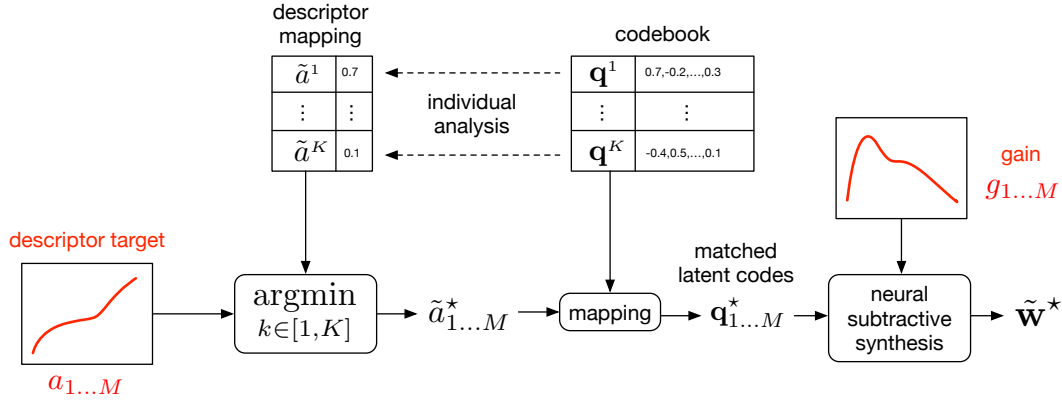 descriptor
mapping
codebook
ã¹ 0.7
q¹ 0.7,-0.2,...,0.3
⋮ ⋮
⋮ ⋮
individual
analysis
ãᴷ 0.1
qᴷ -0.4,0.5,...,0.1
gain
g₁...M
descriptor target
matched
latent codes
argmin
k∈[1,K]
ã⋆₁...M
mapping
q⋆₁...M
neural
subtractive
synthesis
w̃⋆
a₁...M